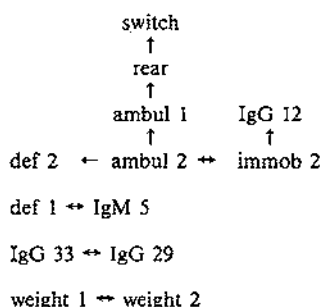 switch
↑
rear
↑
ambul 1 IgG 12
↑ ↑
def 2 ← ambul 2 ↔ immob 2
def 1 ↔ IgM 5
IgG 33 ↔ IgG 29
weight 1 ↔ weight 2